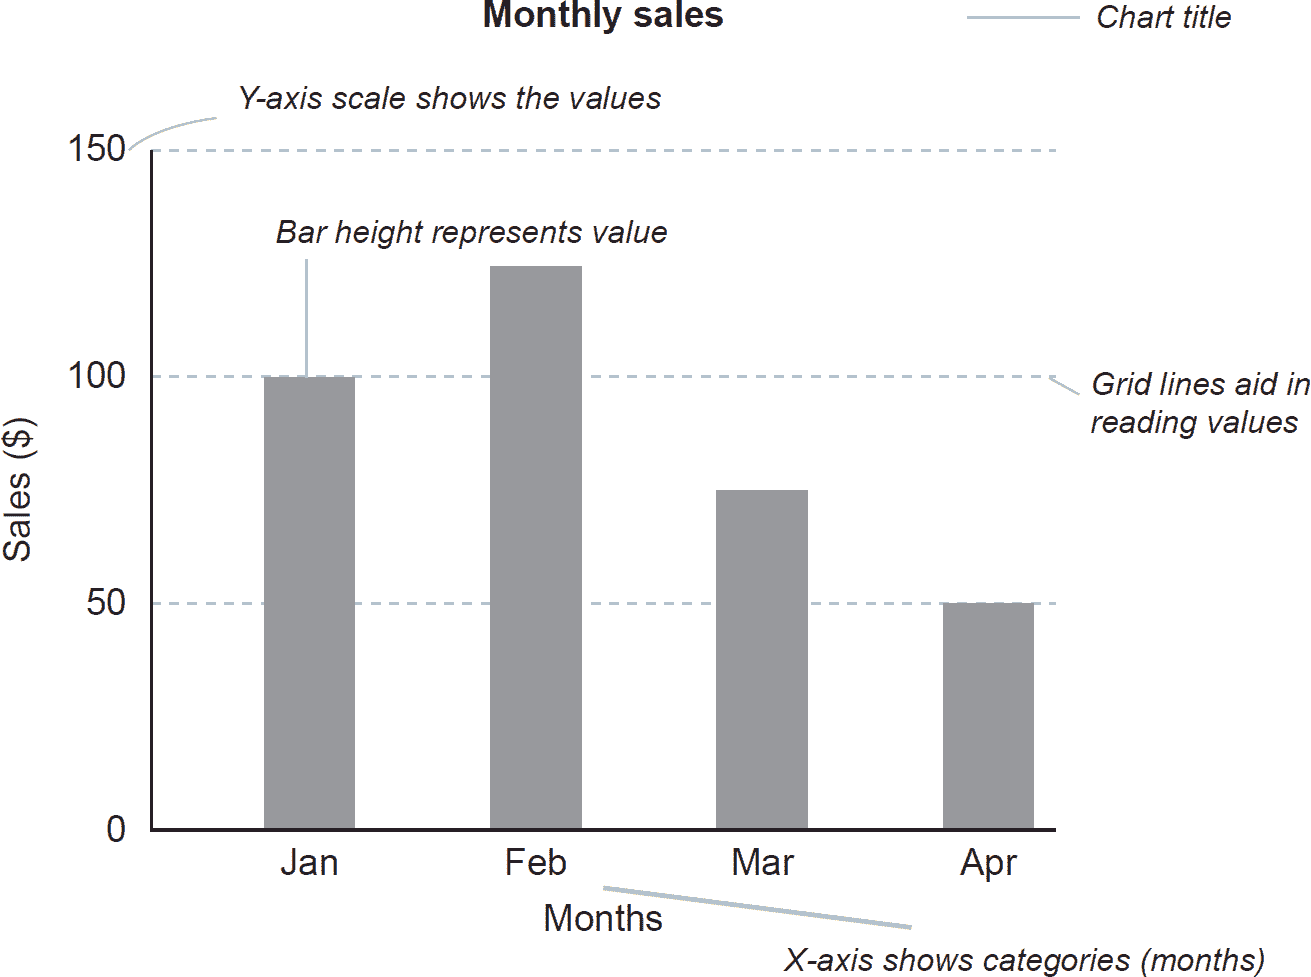 Monthly sales
Chart title
Y-axis scale shows the values
150
Bar height represents value
100
Grid lines aid in
reading values
Sales ($)
50
0
Jan Feb Mar Apr
Months
X-axis shows categories (months)